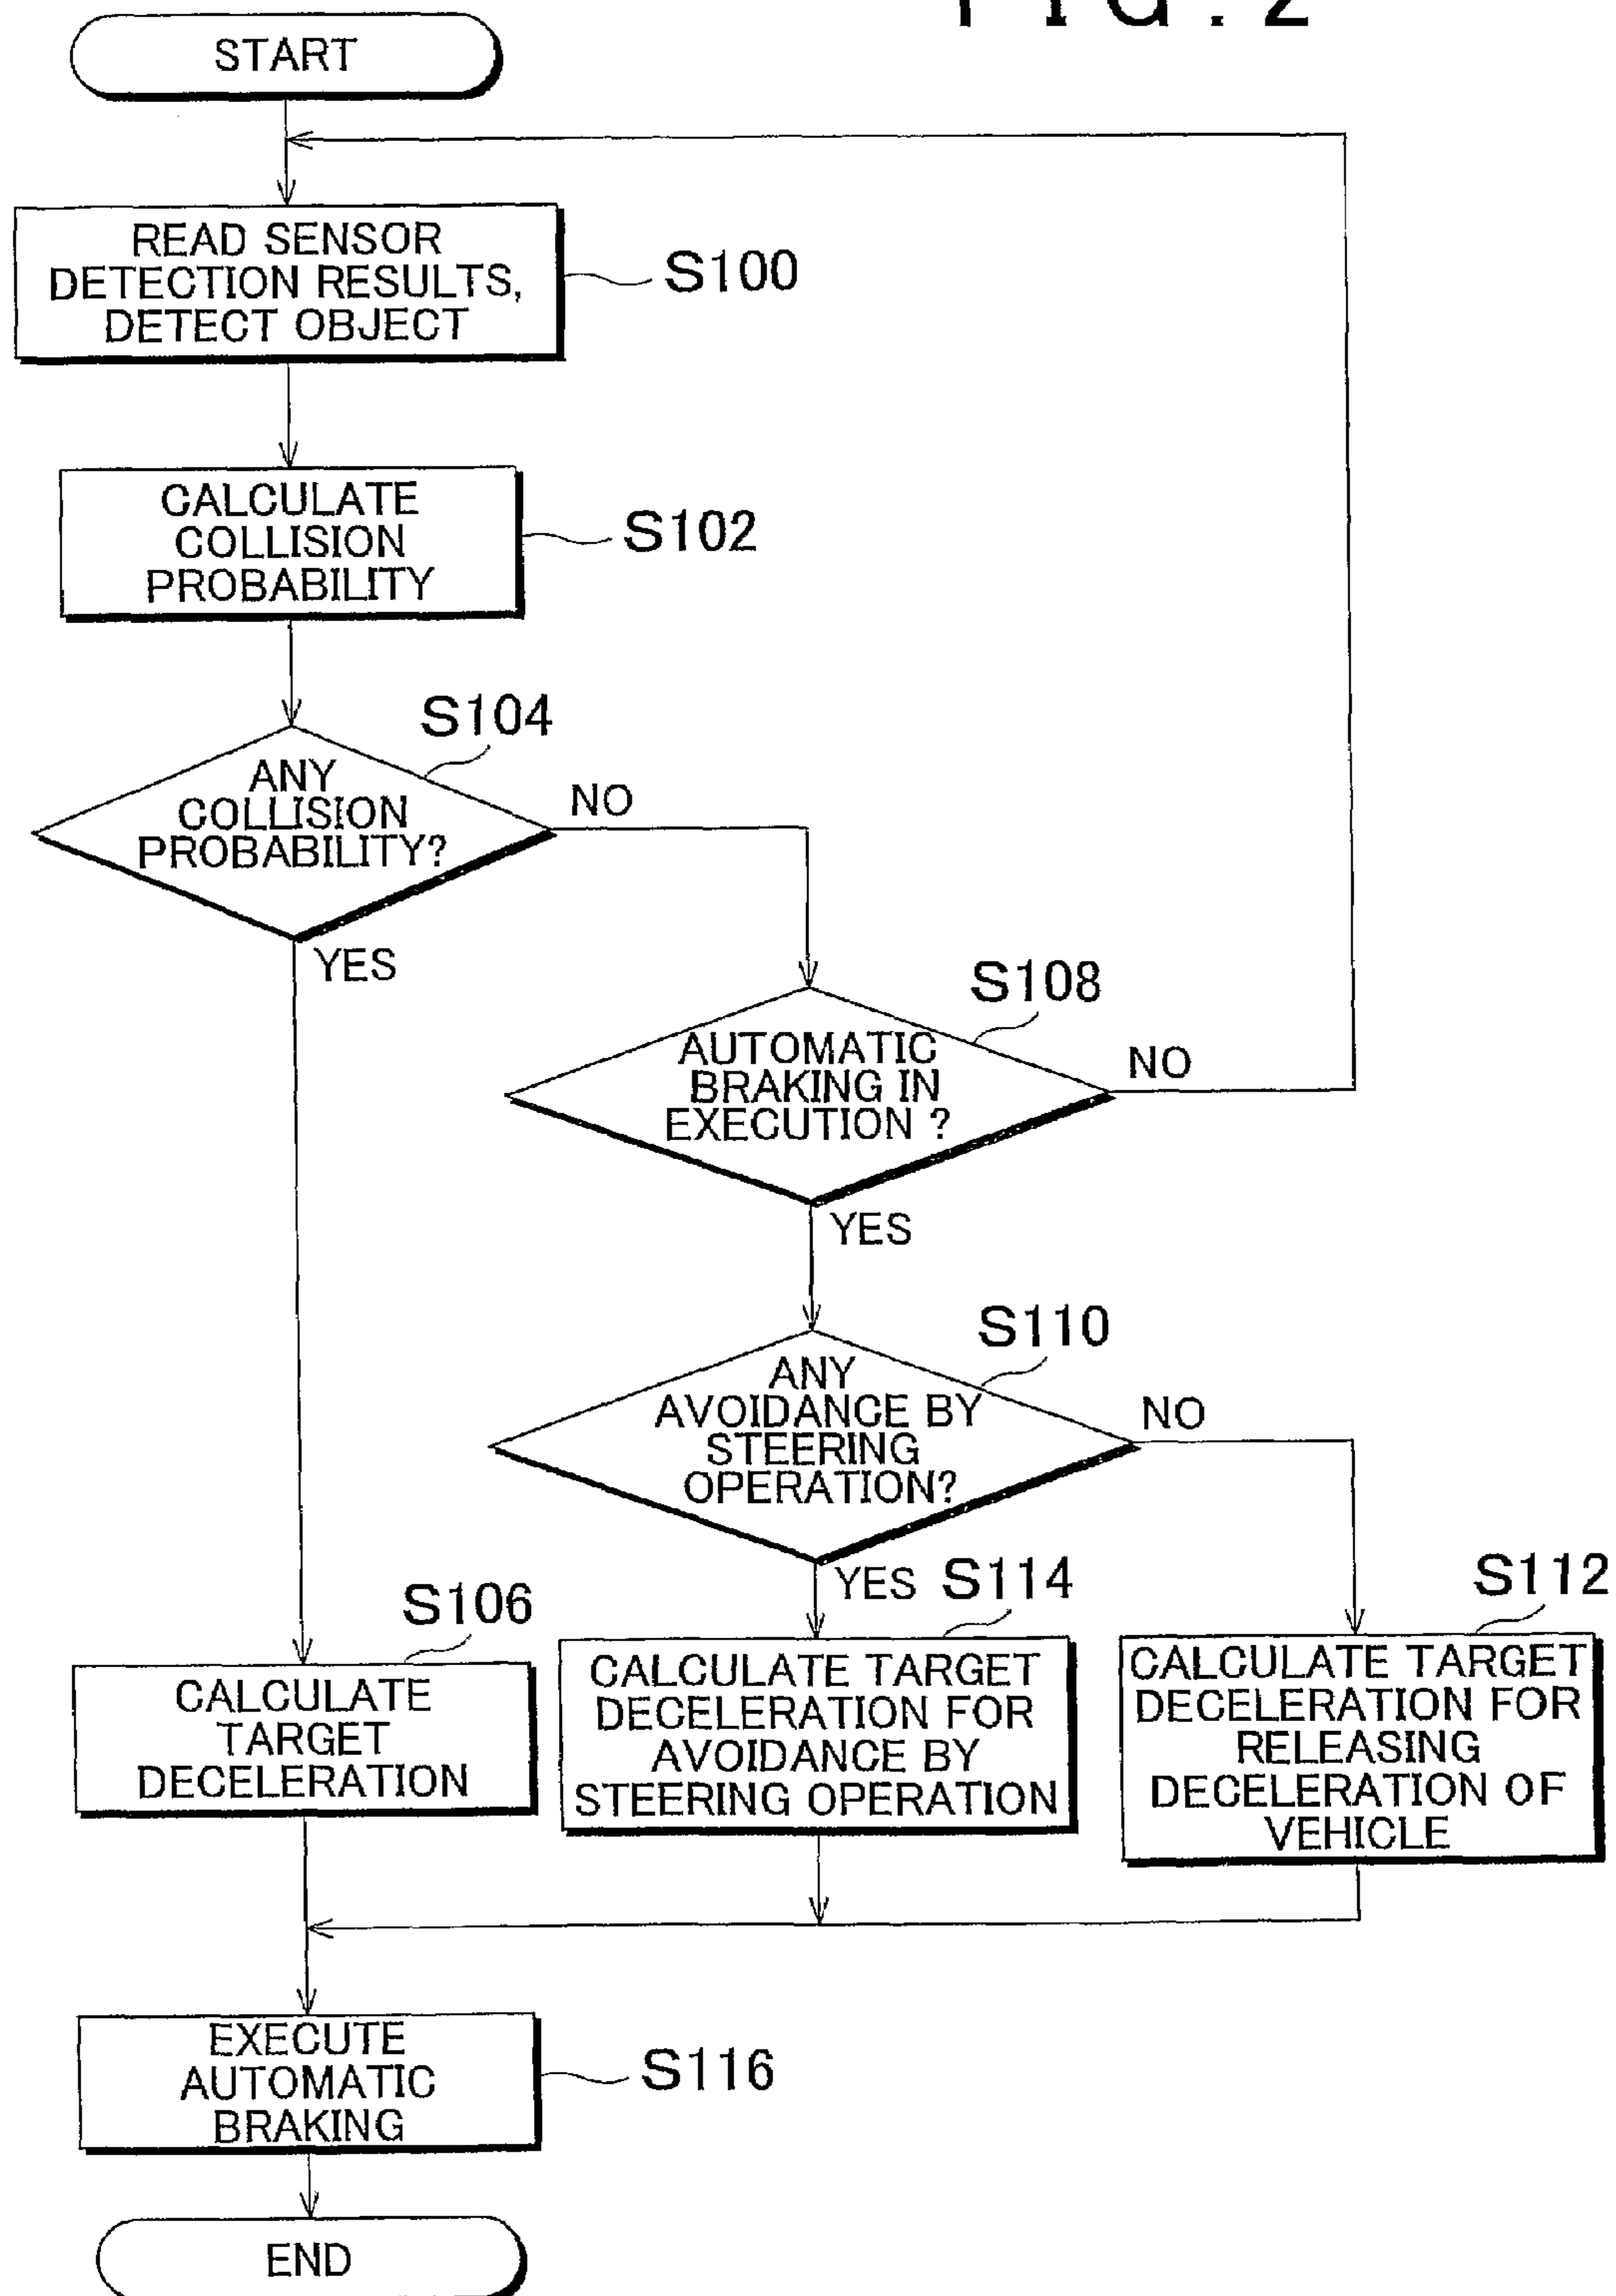 FIG.2
START
READ SENSOR
DETECTION RESULTS,
DETECT OBJECT
S100
CALCULATE
COLLISION
PROBABILITY
S102
S104
ANY
COLLISION
PROBABILITY?
NO
YES
S108
AUTOMATIC
BRAKING IN
EXECUTION ?
NO
YES
S110
ANY
AVOIDANCE BY
STEERING
OPERATION?
NO
YES
S106
CALCULATE
TARGET
DECELERATION
S114
CALCULATE TARGET
DECELERATION FOR
AVOIDANCE BY
STEERING OPERATION
S112
CALCULATE TARGET
DECELERATION FOR
RELEASING
DECELERATION OF
VEHICLE
EXECUTE
AUTOMATIC
BRAKING
S116
END